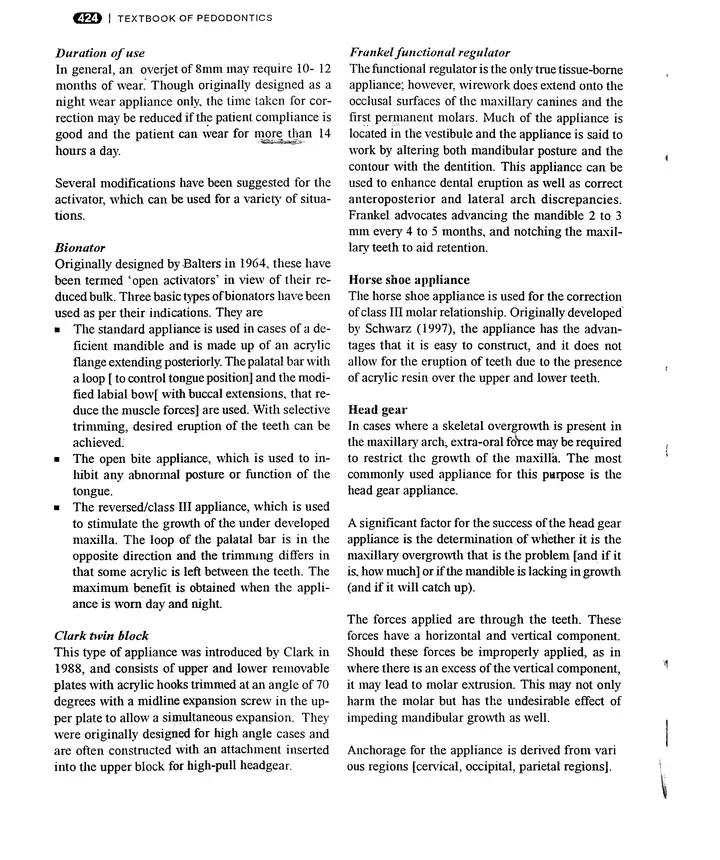 424 | TEXTBOOK OF PEDODONTICS
Duration of use
In general, an overjet of 8mm may require 10- 12
months of wear. Though originally designed as a
night wear appliance only, the time taken for cor-
rection may be reduced if the patient compliance is
good and the patient can wear for more than 14
hours a day.
Several modifications have been suggested for the
activator, which can be used for a variety of situa-
tions.
Bionator
Originally designed by Balters in 1964, these have
been termed ‘open activators’ in view of their re-
duced bulk. Three basic types of bionators have been
used as per their indications. They are
▪ The standard appliance is used in cases of a de-
ficient mandible and is made up of an acrylic
flange extending posteriorly. The palatal bar with
a loop [ to control tongue position] and the modi-
fied labial bow[ with buccal extensions, that re-
duce the muscle forces] are used. With selective
trimming, desired eruption of the teeth can be
achieved.
▪ The open bite appliance, which is used to in-
hibit any abnormal posture or function of the
tongue.
▪ The reversed/class III appliance, which is used
to stimulate the growth of the under developed
maxilla. The loop of the palatal bar is in the
opposite direction and the trimming differs in
that some acrylic is left between the teeth. The
maximum benefit is obtained when the appli-
ance is worn day and night.
Clark twin block
This type of appliance was introduced by Clark in
1988, and consists of upper and lower removable
plates with acrylic hooks trimmed at an angle of 70
degrees with a midline expansion screw in the up-
per plate to allow a simultaneous expansion. They
were originally designed for high angle cases and
are often constructed with an attachment inserted
into the upper block for high-pull headgear.
Frankel functional regulator
The functional regulator is the only true tissue-borne
appliance; however, wirework does extend onto the
occlusal surfaces of the maxillary canines and the
first permanent molars. Much of the appliance is
located in the vestibule and the appliance is said to
work by altering both mandibular posture and the
contour with the dentition. This appliance can be
used to enhance dental eruption as well as correct
anteroposterior and lateral arch discrepancies.
Frankel advocates advancing the mandible 2 to 3
mm every 4 to 5 months, and notching the maxil-
lary teeth to aid retention.
Horse shoe appliance
The horse shoe appliance is used for the correction
of class III molar relationship. Originally developed
by Schwarz (1997), the appliance has the advan-
tages that it is easy to construct, and it does not
allow for the eruption of teeth due to the presence
of acrylic resin over the upper and lower teeth.
Head gear
In cases where a skeletal overgrowth is present in
the maxillary arch, extra-oral force may be required
to restrict the growth of the maxilla. The most
commonly used appliance for this purpose is the
head gear appliance.
A significant factor for the success of the head gear
appliance is the determination of whether it is the
maxillary overgrowth that is the problem [and if it
is, how much] or if the mandible is lacking in growth
(and if it will catch up).
The forces applied are through the teeth. These
forces have a horizontal and vertical component.
Should these forces be improperly applied, as in
where there is an excess of the vertical component,
it may lead to molar extrusion. This may not only
harm the molar but has the undesirable effect of
impeding mandibular growth as well.
Anchorage for the appliance is derived from vari
ous regions [cervical, occipital, parietal regions].